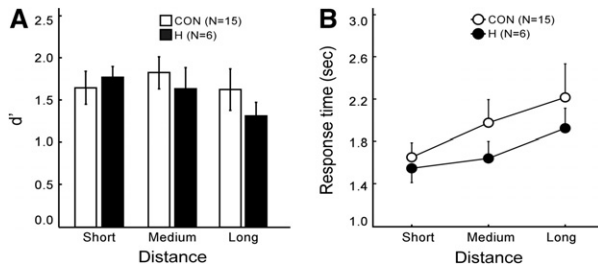 A
CON (N=15)
H (N=6)
2.5
2.0
1.5
1.0
0.5
0.0
d'
Short Medium Long
Distance
B
CON (N=15)
H (N=6)
3.0
2.6
2.2
1.8
1.4
1.0
Response time (sec)
Short Medium Long
Distance